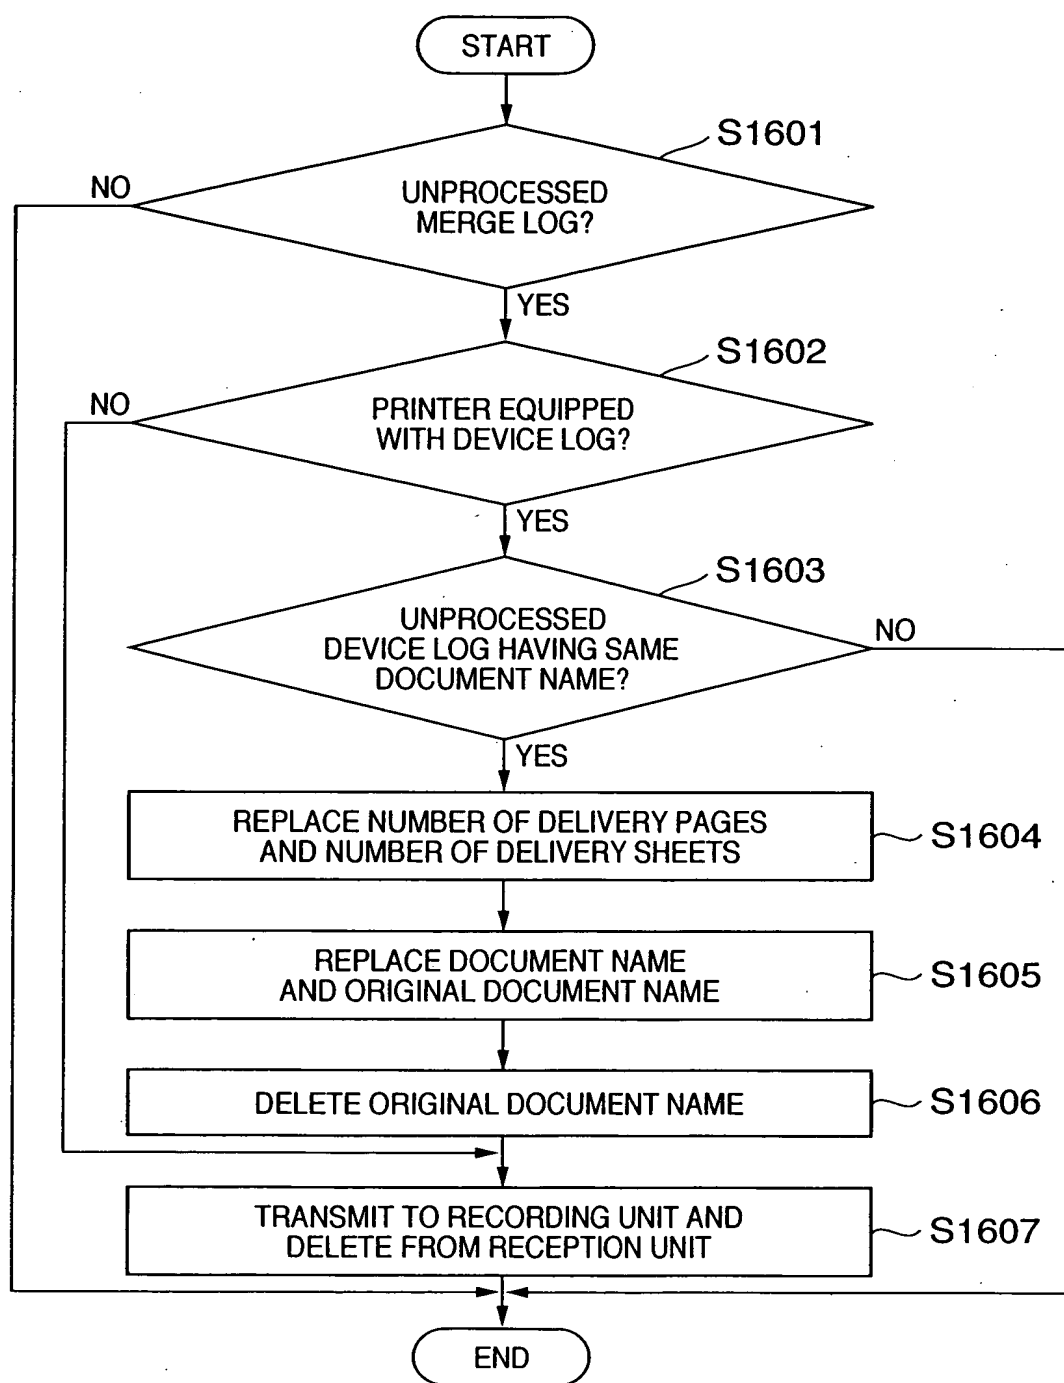 START
S1601
NO
UNPROCESSED
MERGE LOG?
YES
S1602
NO
PRINTER EQUIPPED
WITH DEVICE LOG?
YES
S1603
UNPROCESSED
DEVICE LOG HAVING SAME
DOCUMENT NAME?
NO
YES
REPLACE NUMBER OF DELIVERY PAGES
AND NUMBER OF DELIVERY SHEETS
S1604
REPLACE DOCUMENT NAME
AND ORIGINAL DOCUMENT NAME
S1605
DELETE ORIGINAL DOCUMENT NAME
S1606
TRANSMIT TO RECORDING UNIT AND
DELETE FROM RECEPTION UNIT
S1607
END